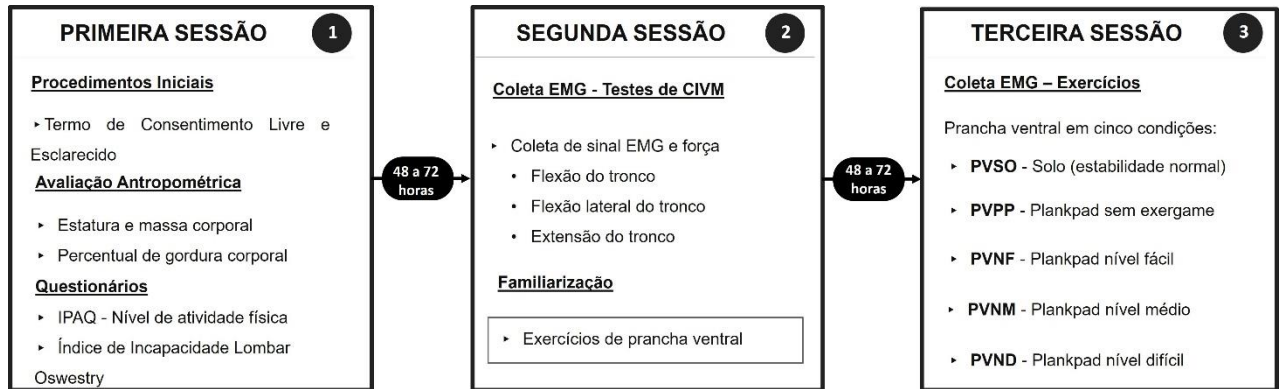 PRIMEIRA SESSÃO
1
Procedimentos Iniciais
‣ Termo de Consentimento Livre e
Esclarecido
Avaliação Antropométrica
‣ Estatura e massa corporal
‣ Percentual de gordura corporal
Questionários
‣ IPAQ - Nível de atividade física
‣ Índice de Incapacidade Lombar
Oswestry
48 a 72
horas
SEGUNDA SESSÃO
2
Coleta EMG - Testes de CIVM
‣ Coleta de sinal EMG e força
• Flexão do tronco
• Flexão lateral do tronco
• Extensão do tronco
Familiarização
‣ Exercícios de prancha ventral
48 a 72
horas
TERCEIRA SESSÃO
3
Coleta EMG – Exercícios
Prancha ventral em cinco condições:
‣ PVSO - Solo (estabilidade normal)
‣ PVPP - Plankpad sem exergame
‣ PVNF - Plankpad nível fácil
‣ PVNM - Plankpad nível médio
‣ PVND - Plankpad nível difícil